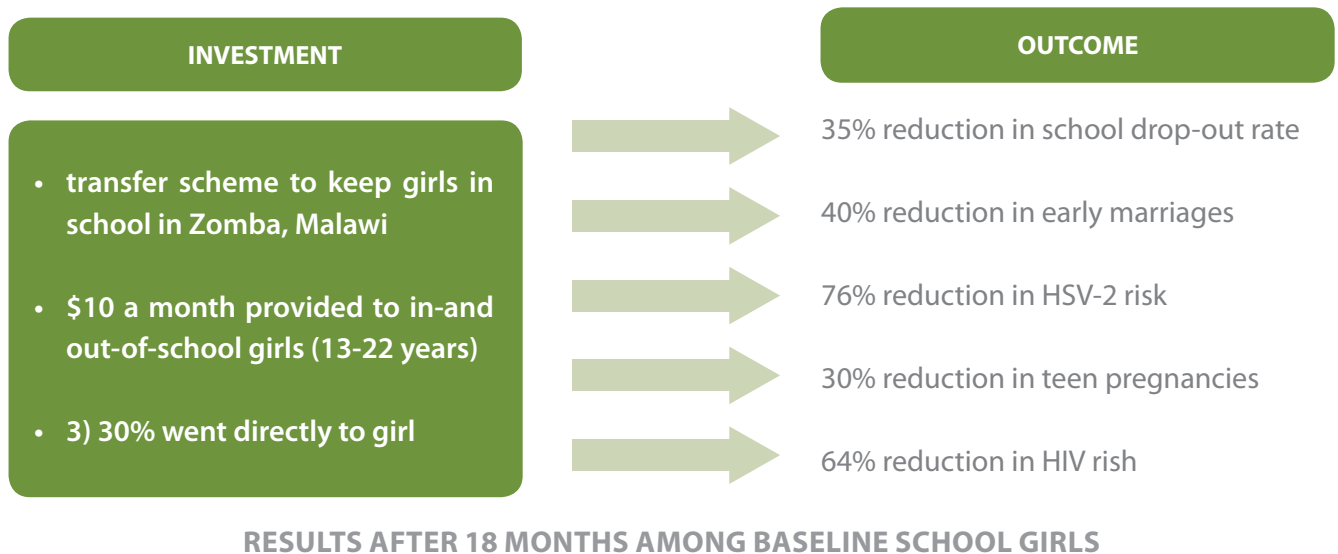 INVESTMENT
• transfer scheme to keep girls in
school in Zomba, Malawi
• $10 a month provided to in-and
out-of-school girls (13-22 years)
• 3) 30% went directly to girl
OUTCOME
35% reduction in school drop-out rate
40% reduction in early marriages
76% reduction in HSV-2 risk
30% reduction in teen pregnancies
64% reduction in HIV rish
RESULTS AFTER 18 MONTHS AMONG BASELINE SCHOOL GIRLS